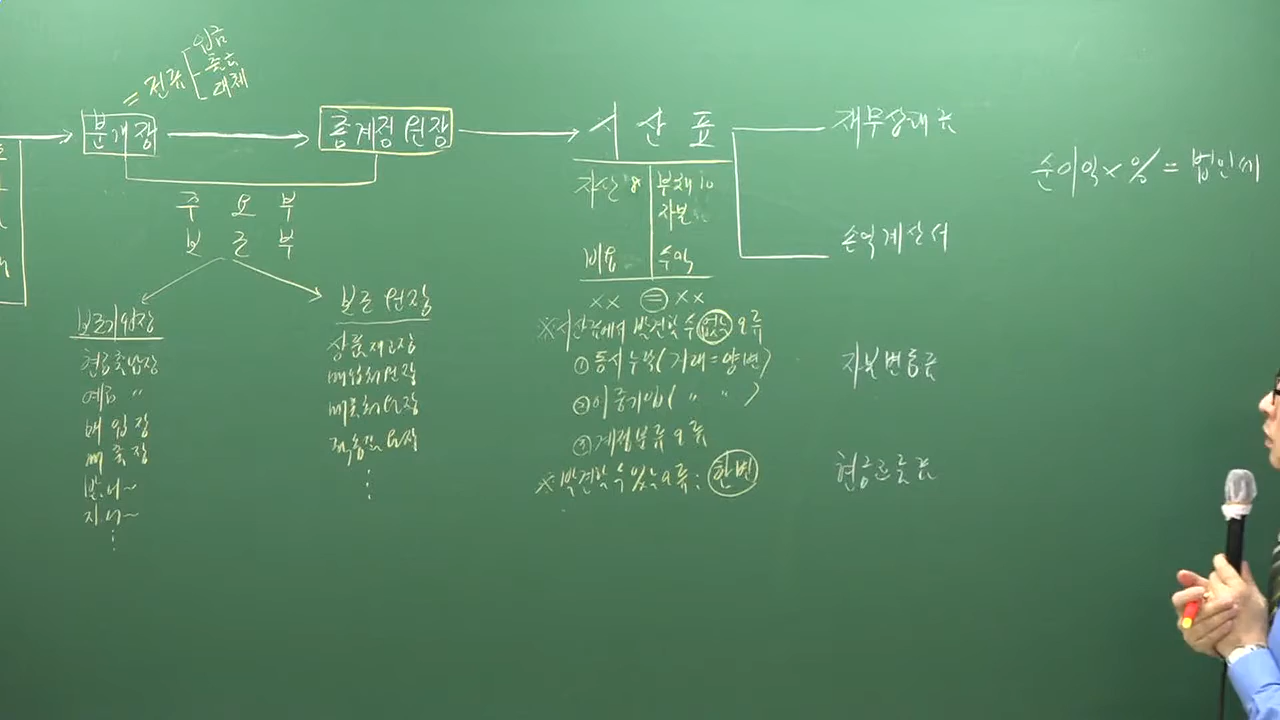 = 전표 입금
출금
대체
분개장
총계정원장
시산표
재무상태표
손익계산서
자본변동표
현금흐름표
순이익 × % = 법인세
주요부
보조부
보조기입장
현금출납장
예금 〃
매입장
매출장
받.어~
지.어~
⋮
보조원장
상품재고장
매입처원장
매출처원장
적송품원장
⋮
자산 8 부채 10
자본
비용 수익
×× = ××
※ 시산표에서 발견할 수 없는 오류
① 동시누락 (거래=양변)
② 이중기입 ( 〃 〃 )
③ 계정분류 오류
※ 발견할 수 있는 오류: 한변